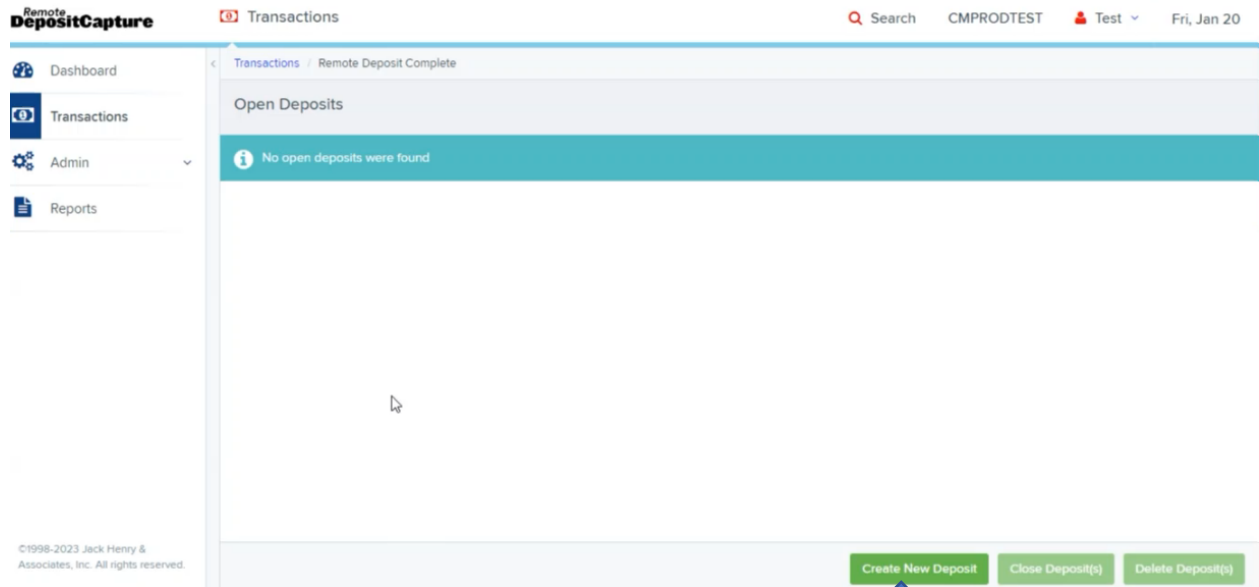 Remote
DepositCapture
Transactions
Search CMPRODTEST Test Fri, Jan 20
Dashboard
Transactions
Admin
Reports
Transactions / Remote Deposit Complete
Open Deposits
No open deposits were found
©1998-2023 Jack Henry &
Associates, Inc. All rights reserved.
Create New Deposit Close Deposit(s) Delete Deposit(s)